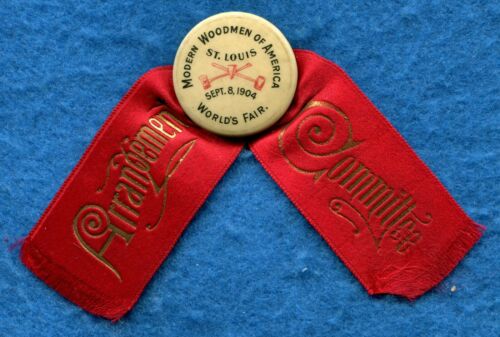 MODERN WOODMEN OF AMERICA
ST. LOUIS
SEPT. 8, 1904
WORLD'S FAIR.
Arrangement
Committee